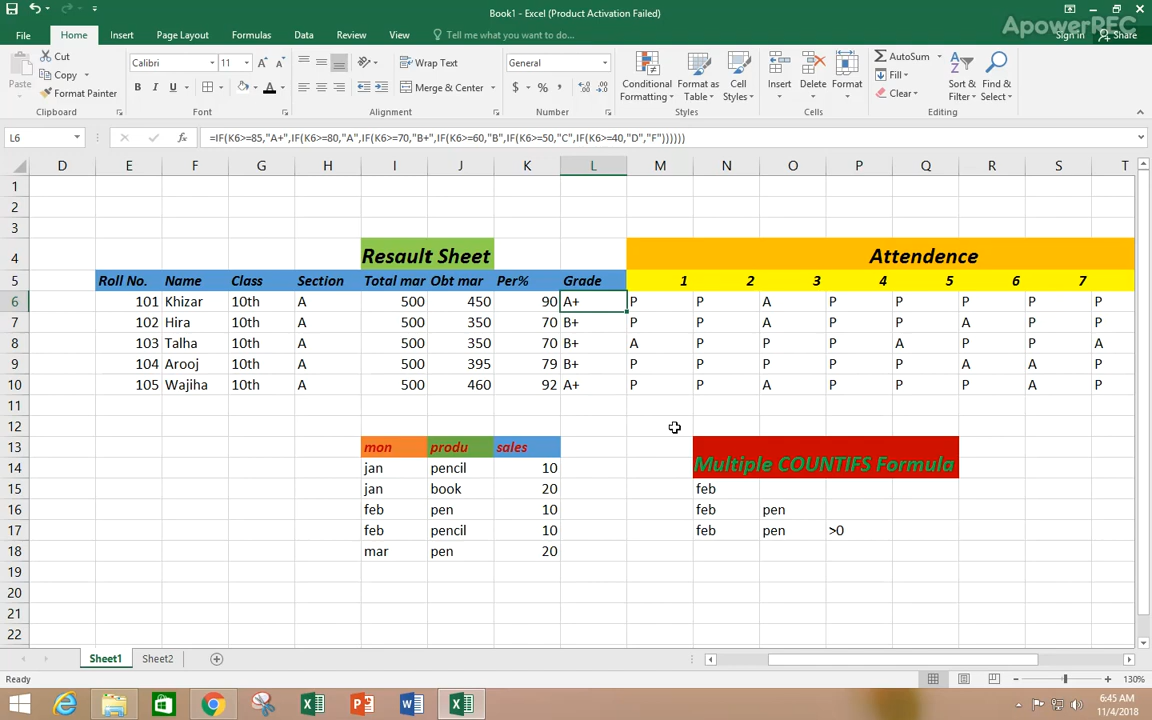 Book1 - Excel (Product Activation Failed)
ApowerREC
File Home Insert Page Layout Formulas Data Review View Tell me what you want to do... Sign in Share
Cut
Copy
Format Painter
Paste
Clipboard
Calibri 11
B I U
Font
Wrap Text
Merge & Center
Alignment
General
$ % ,
Number
Conditional Formatting
Format as Table
Cell Styles
Styles
Insert Delete Format
Cells
AutoSum
Fill
Clear
Sort & Filter
Find & Select
Editing
L6 fx =IF(K6>=85,"A+",IF(K6>=80,"A",IF(K6>=70,"B+",IF(K6>=60,"B",IF(K6>=50,"C",IF(K6>=40,"D","F"))))))
D E F G H I J K L M N O P Q R S T
1
2
3
4 Resault Sheet Attendence
5 Roll No. Name Class Section Total mar Obt mar Per% Grade 1 2 3 4 5 6 7
6 101 Khizar 10th A 500 450 90 A+ P P A P P P P P
7 102 Hira 10th A 500 350 70 B+ P P A P P A P P
8 103 Talha 10th A 500 350 70 B+ A P P P A P P A
9 104 Arooj 10th A 500 395 79 B+ P P P P P A A P
10 105 Wajiha 10th A 500 460 92 A+ P P A P P P A P
11
12
13 mon produ sales
14 jan pencil 10 Multiple COUNTIFS Formula
15 jan book 20 feb
16 feb pen 10 feb pen
17 feb pencil 10 feb pen >0
18 mar pen 20
19
20
21
22
Sheet1 Sheet2
Ready 130%
6:45 AM
11/4/2018